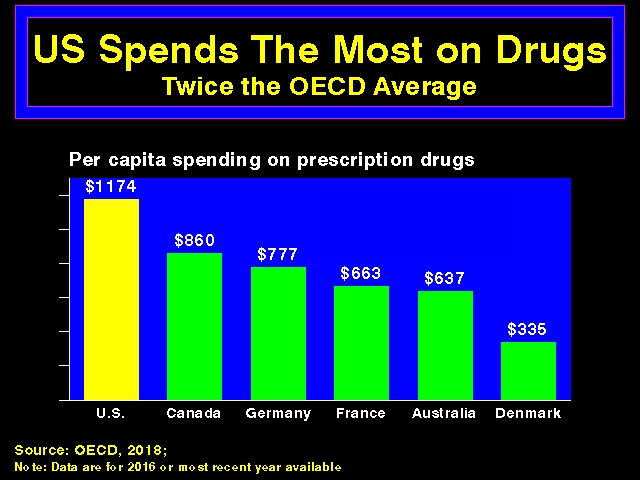 US Spends The Most on Drugs
Twice the OECD Average
Per capita spending on prescription drugs
$1174
$860
$777
$663
$637
$335
U.S. Canada Germany France Australia Denmark
Source: OECD, 2018;
Note: Data are for 2016 or most recent year available